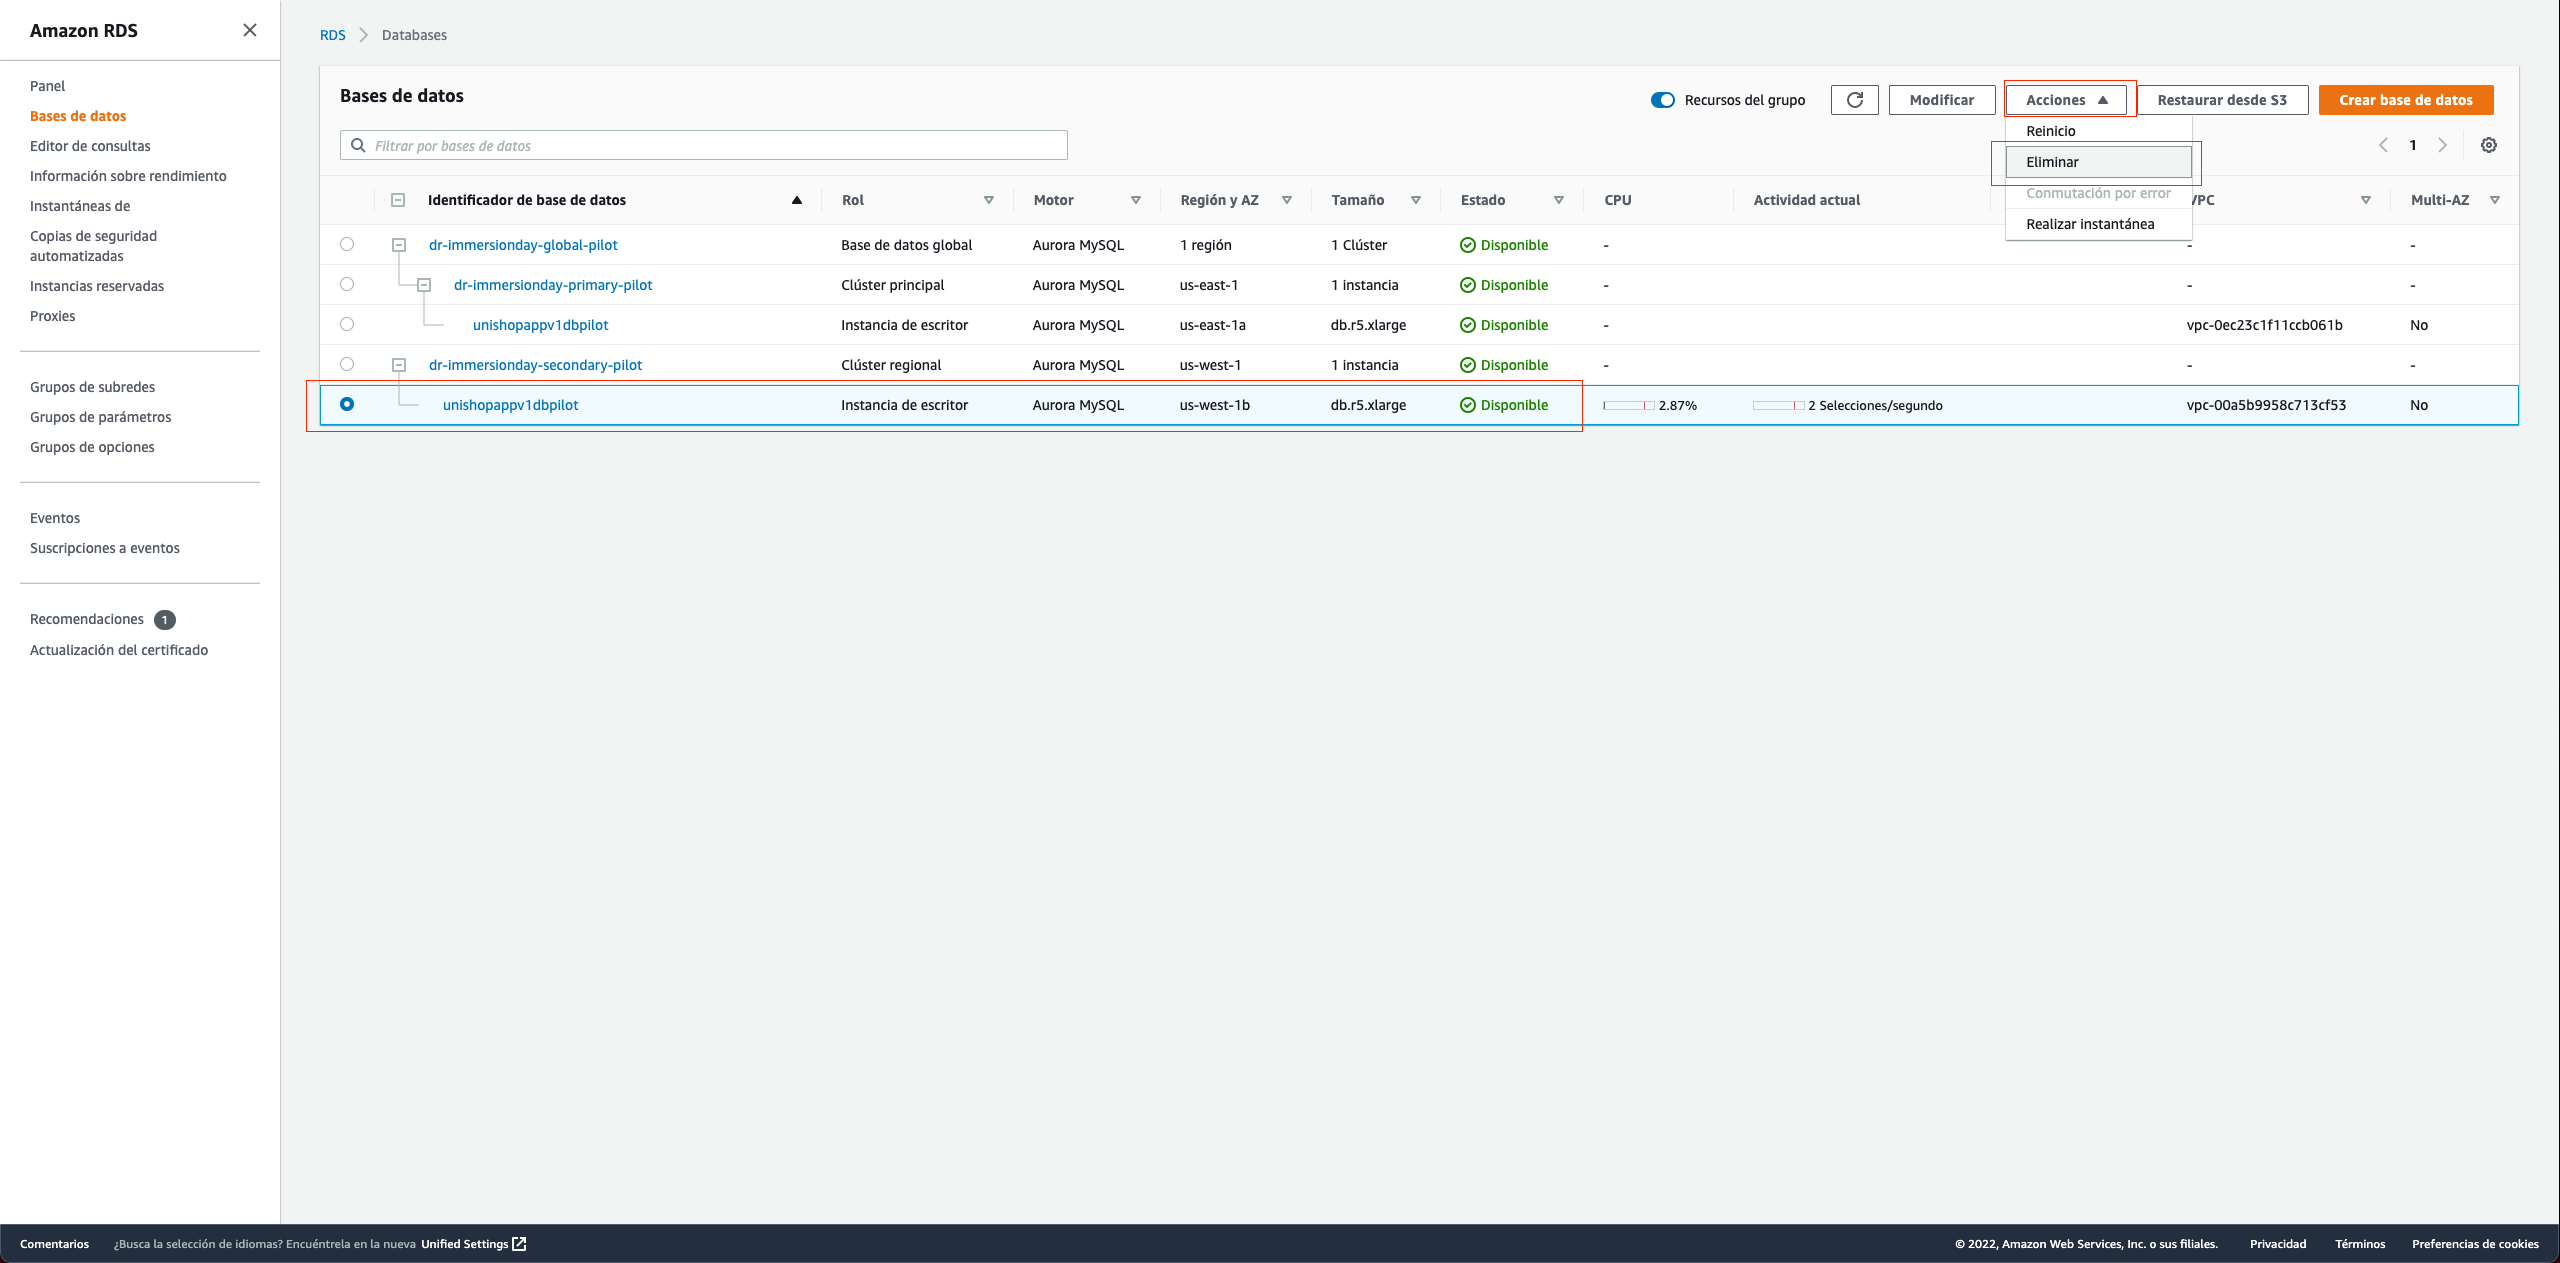 Amazon RDS
Panel
Bases de datos
Editor de consultas
Información sobre rendimiento
Instantáneas de
Copias de seguridad
automatizadas
Instancias reservadas
Proxies
Grupos de subredes
Grupos de parámetros
Grupos de opciones
Eventos
Suscripciones a eventos
Recomendaciones 1
Actualización del certificado
RDS Databases
Bases de datos
Recursos del grupo Modificar Acciones Restaurar desde S3 Crear base de datos
Filtrar por bases de datos
1
Reinicio
Eliminar
Conmutación por error
Realizar instantánea
Identificador de base de datos Rol Motor Región y AZ Tamaño Estado CPU Actividad actual VPC Multi-AZ
dr-immersionday-global-pilot Base de datos global Aurora MySQL 1 región 1 Clúster Disponible - - -
dr-immersionday-primary-pilot Clúster principal Aurora MySQL us-east-1 1 instancia Disponible - - -
unishopappv1dbpilot Instancia de escritor Aurora MySQL us-east-1a db.r5.xlarge Disponible - vpc-0ec23c1f11ccb061b No
dr-immersionday-secondary-pilot Clúster regional Aurora MySQL us-west-1 1 instancia Disponible - - -
unishopappv1dbpilot Instancia de escritor Aurora MySQL us-west-1b db.r5.xlarge Disponible 2.87% 2 Selecciones/segundo vpc-00a5b9958c713cf53 No
Comentarios ¿Busca la selección de idiomas? Encuéntrela en la nueva Unified Settings © 2022, Amazon Web Services, Inc. o sus filiales. Privacidad Términos Preferencias de cookies